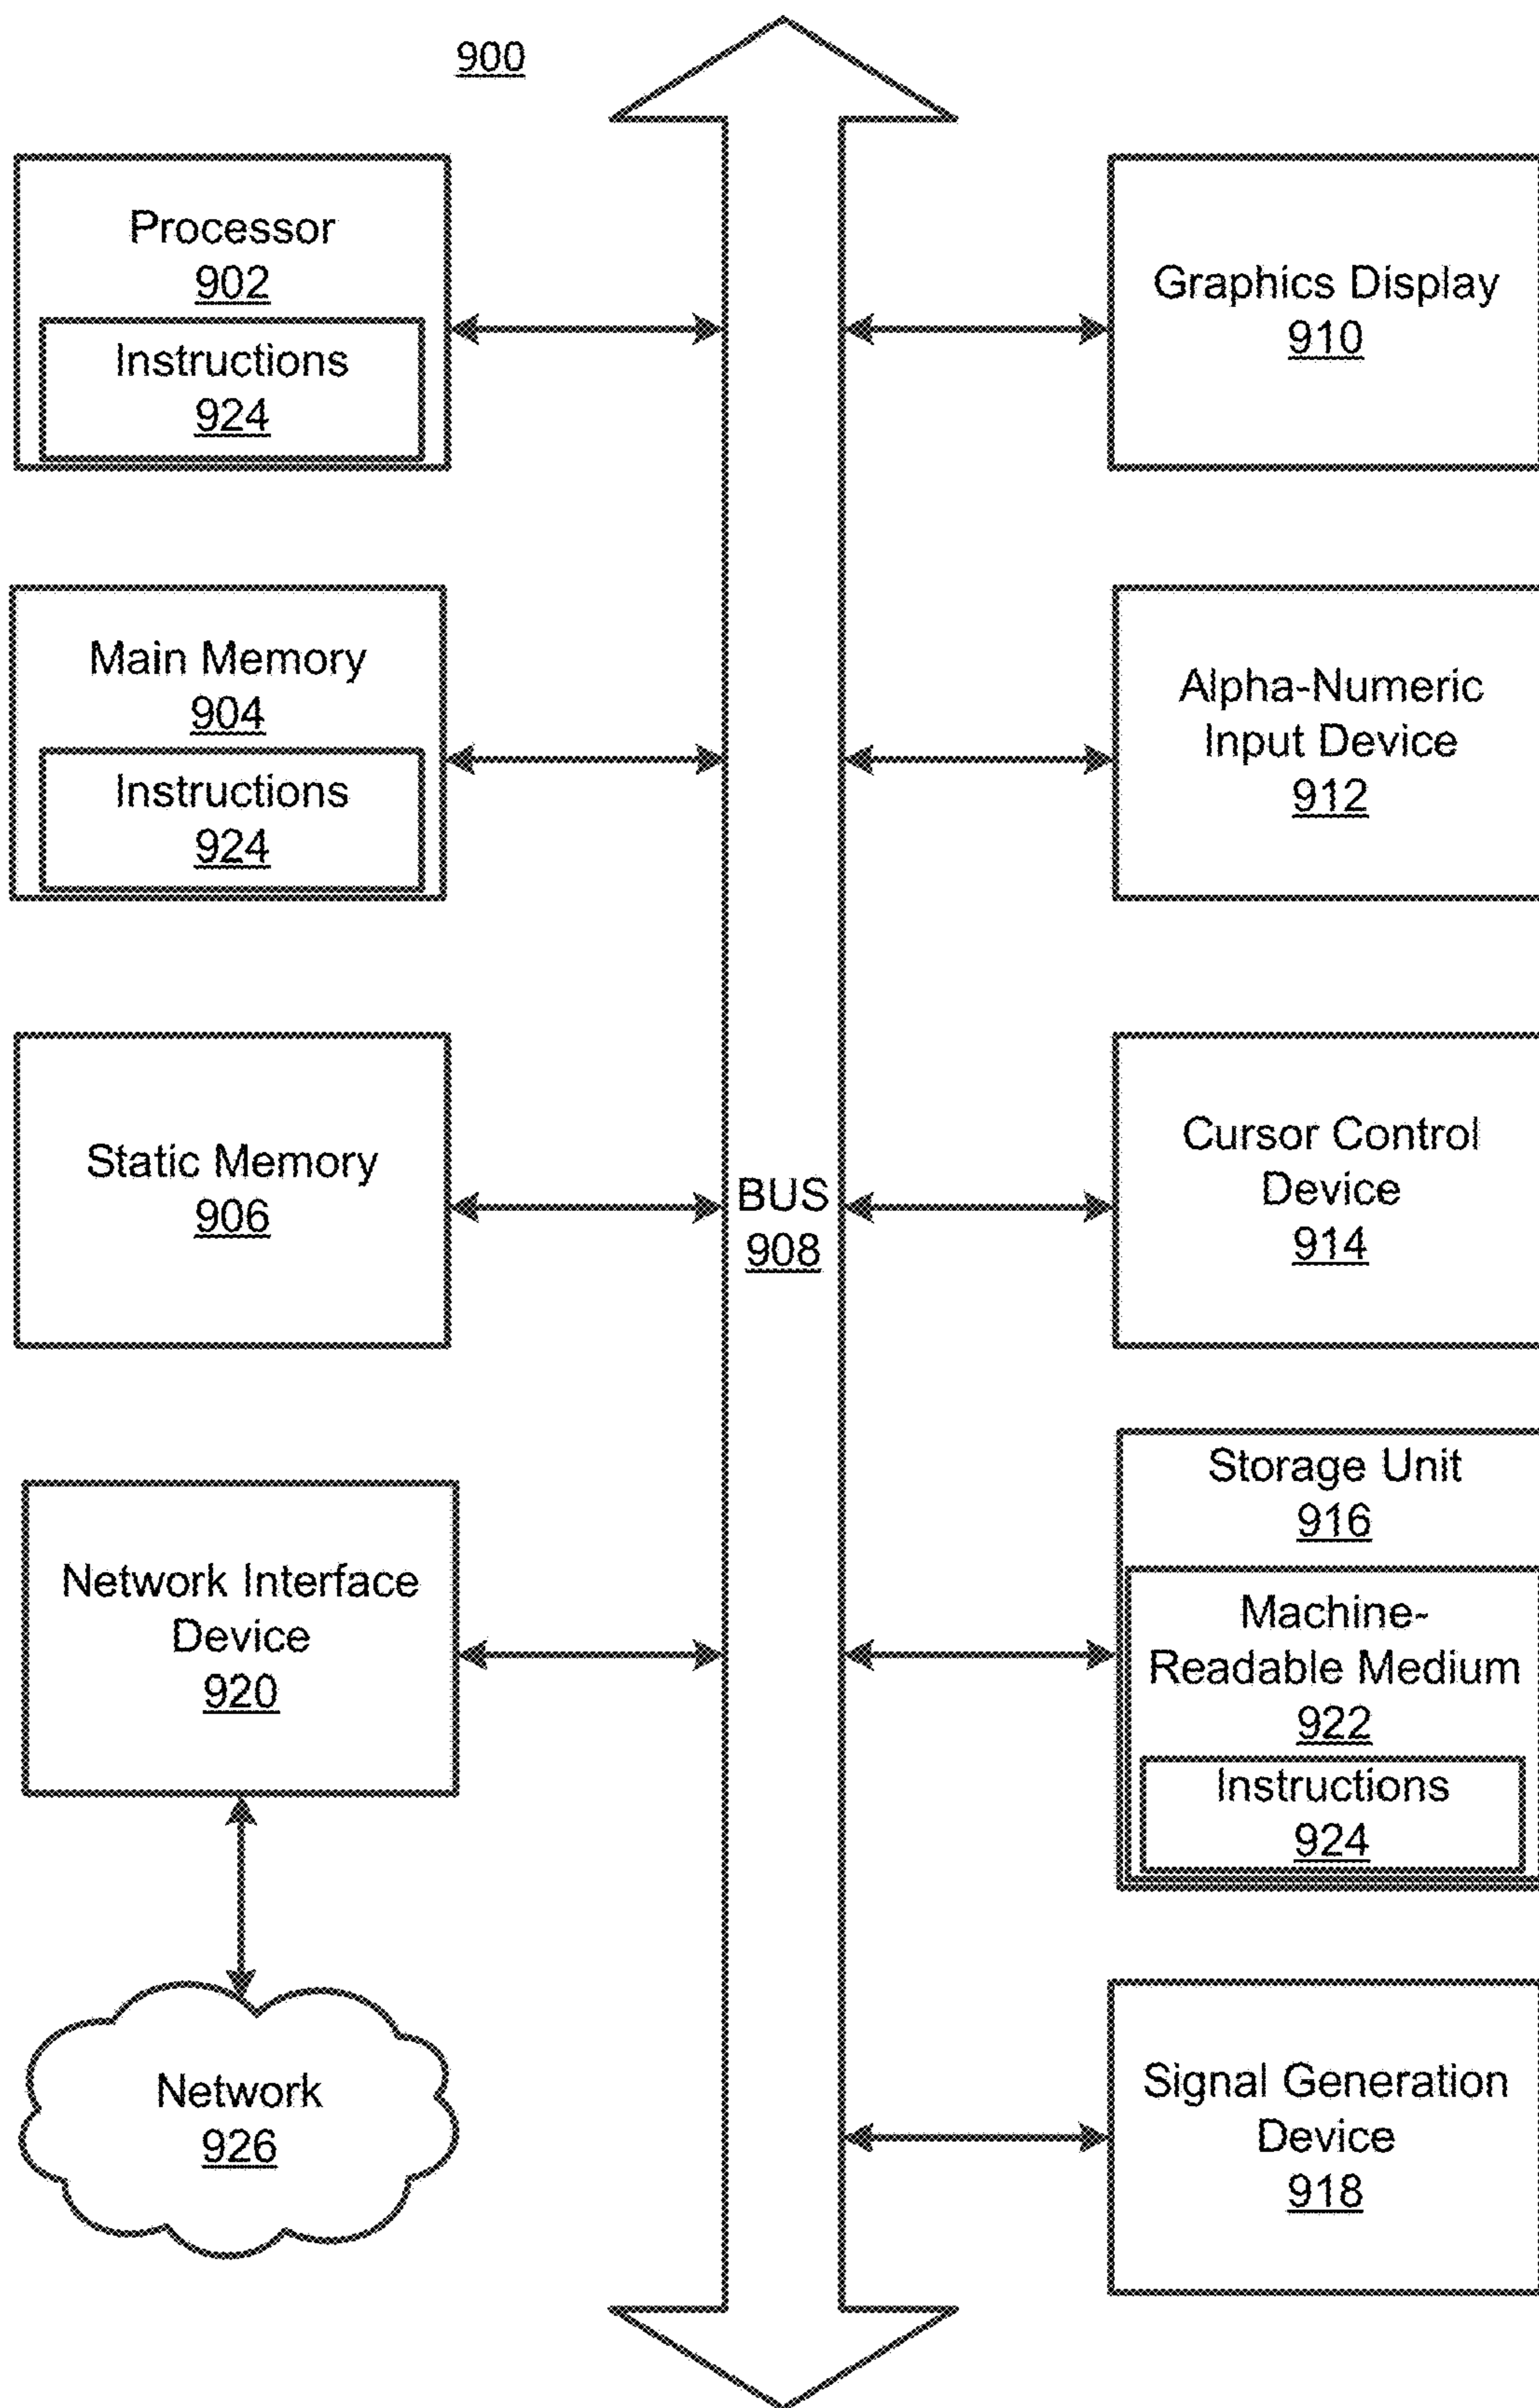 900
Processor
902
Instructions
924
Main Memory
904
Instructions
924
Static Memory
906
Network Interface
Device
920
Network
926
BUS
908
Graphics Display
910
Alpha-Numeric
Input Device
912
Cursor Control
Device
914
Storage Unit
916
Machine-
Readable Medium
922
Instructions
924
Signal Generation
Device
918